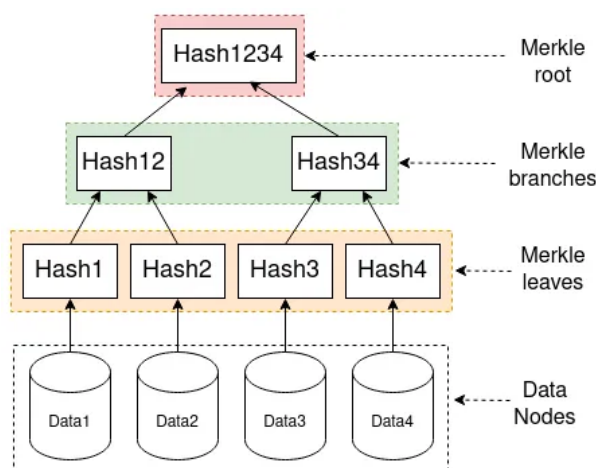 Hash1234
Merkle
root
Hash12
Hash34
Merkle
branches
Hash1
Hash2
Hash3
Hash4
Merkle
leaves
Data1
Data2
Data3
Data4
Data
Nodes